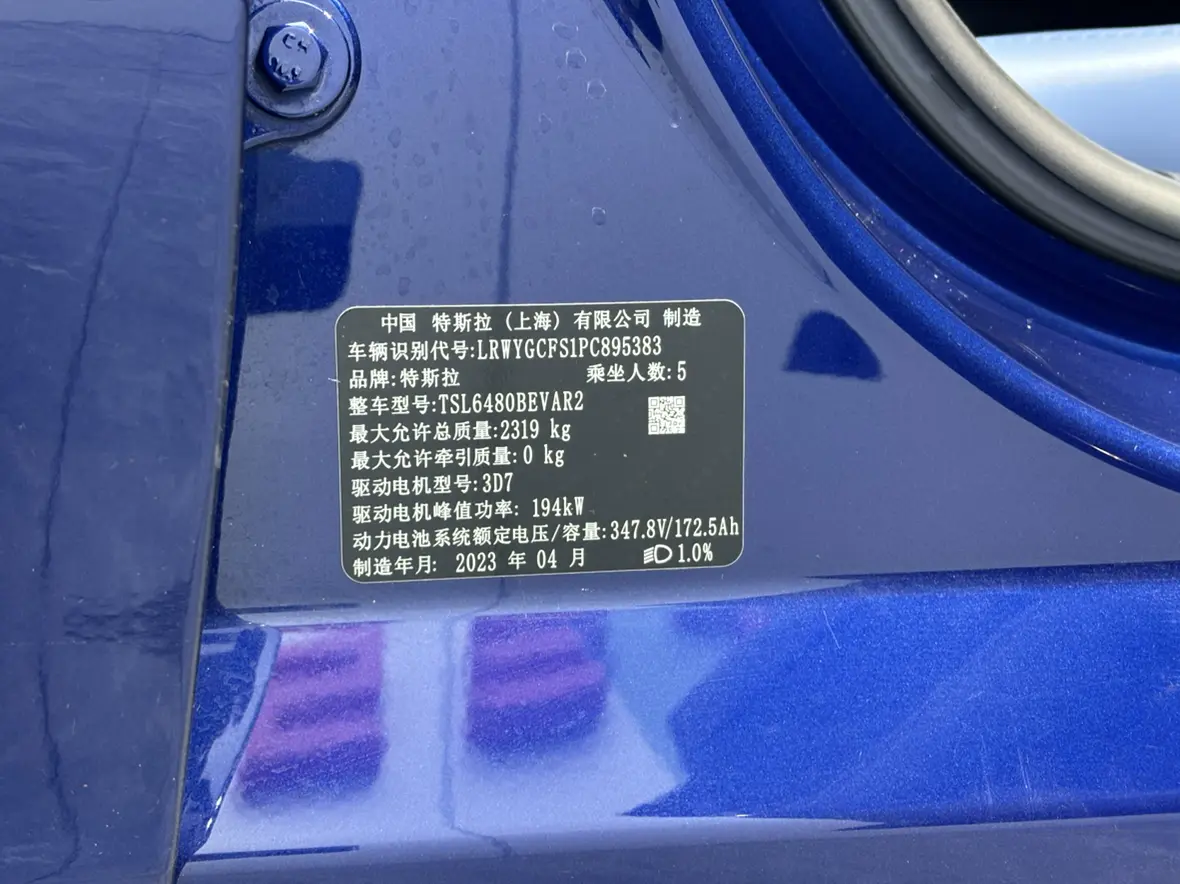 中国 特斯拉（上海）有限公司 制造
车辆识别代号:LRWYGCFS1PC895383
品牌:特斯拉 乘坐人数:5
整车型号:TSL6480BEVAR2
最大允许总质量:2319 kg
最大允许牵引质量:0 kg
驱动电机型号:3D7
驱动电机峰值功率: 194kW
动力电池系统额定电压/容量:347.8V/172.5Ah
制造年月: 2023 年 04 月 1.0%